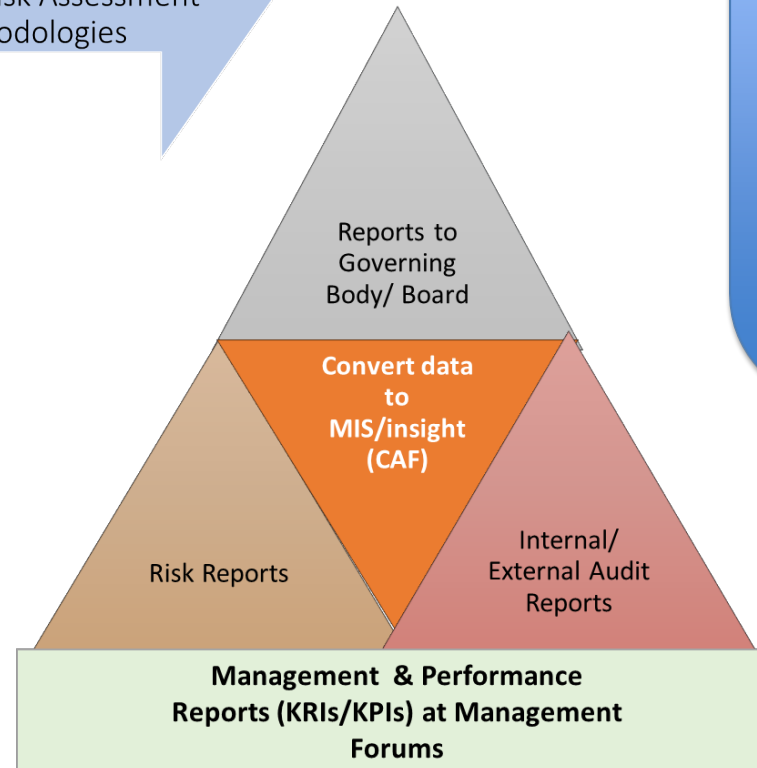 odologies
Reports to
Governing
Body/ Board
Convert data
to
MIS/insight
(CAF)
Risk Reports
Internal/
External Audit
Reports
Management & Performance
Reports (KRIs/KPIs) at Management
Forums